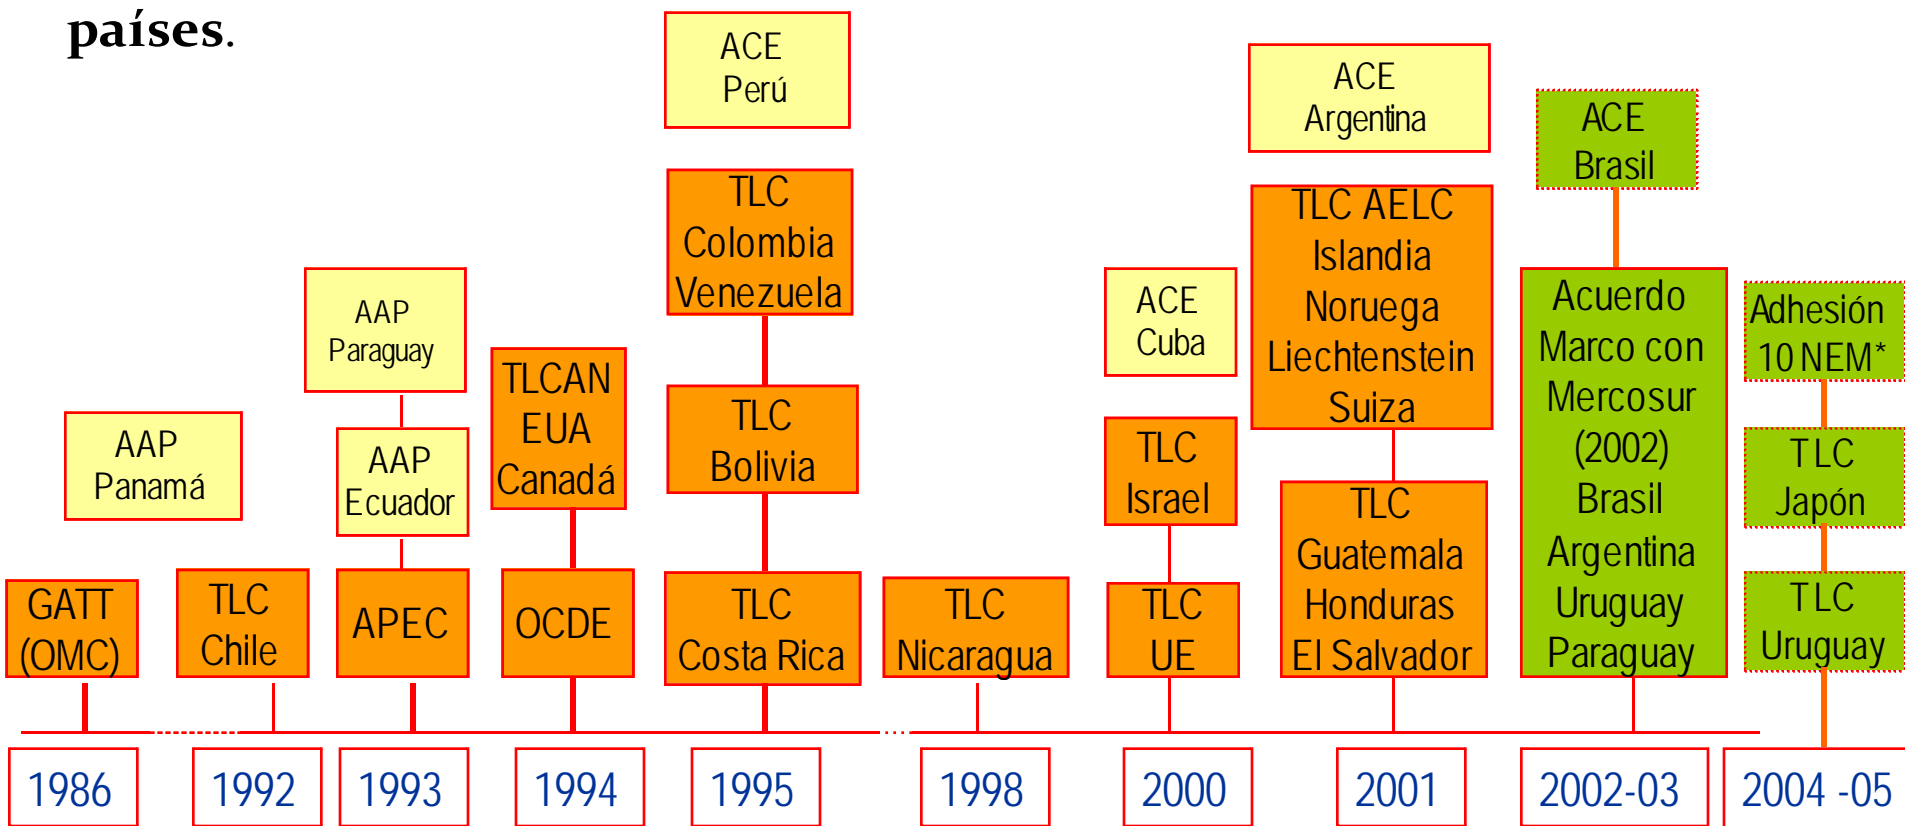 países.
AAP
Panamá
GATT
(OMC)
TLC
Chile
AAP
Paraguay
AAP
Ecuador
APEC
TLCAN
EUA
Canadá
OCDE
ACE
Perú
TLC
Colombia
Venezuela
TLC
Bolivia
TLC
Costa Rica
TLC
Nicaragua
ACE
Cuba
TLC
Israel
TLC
UE
ACE
Argentina
TLC AELC
Islandia
Noruega
Liechtenstein
Suiza
TLC
Guatemala
Honduras
El Salvador
ACE
Brasil
Acuerdo
Marco con
Mercosur
(2002)
Brasil
Argentina
Uruguay
Paraguay
Adhesión
10 NEM*
TLC
Japón
TLC
Uruguay
1986
1992
1993
1994
1995
1998
2000
2001
2002-03
2004 -05